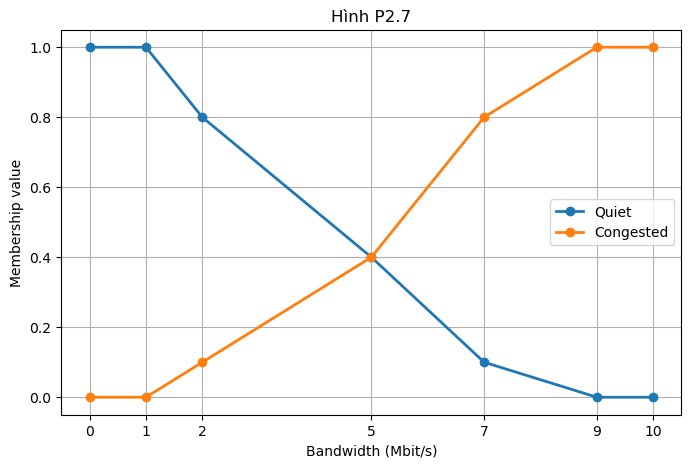 Hình P2.7
1.0
0.8
0.6
0.4
0.2
0.0
Membership value
Quiet
Congested
0 1 2 5 7 9 10
Bandwidth (Mbit/s)